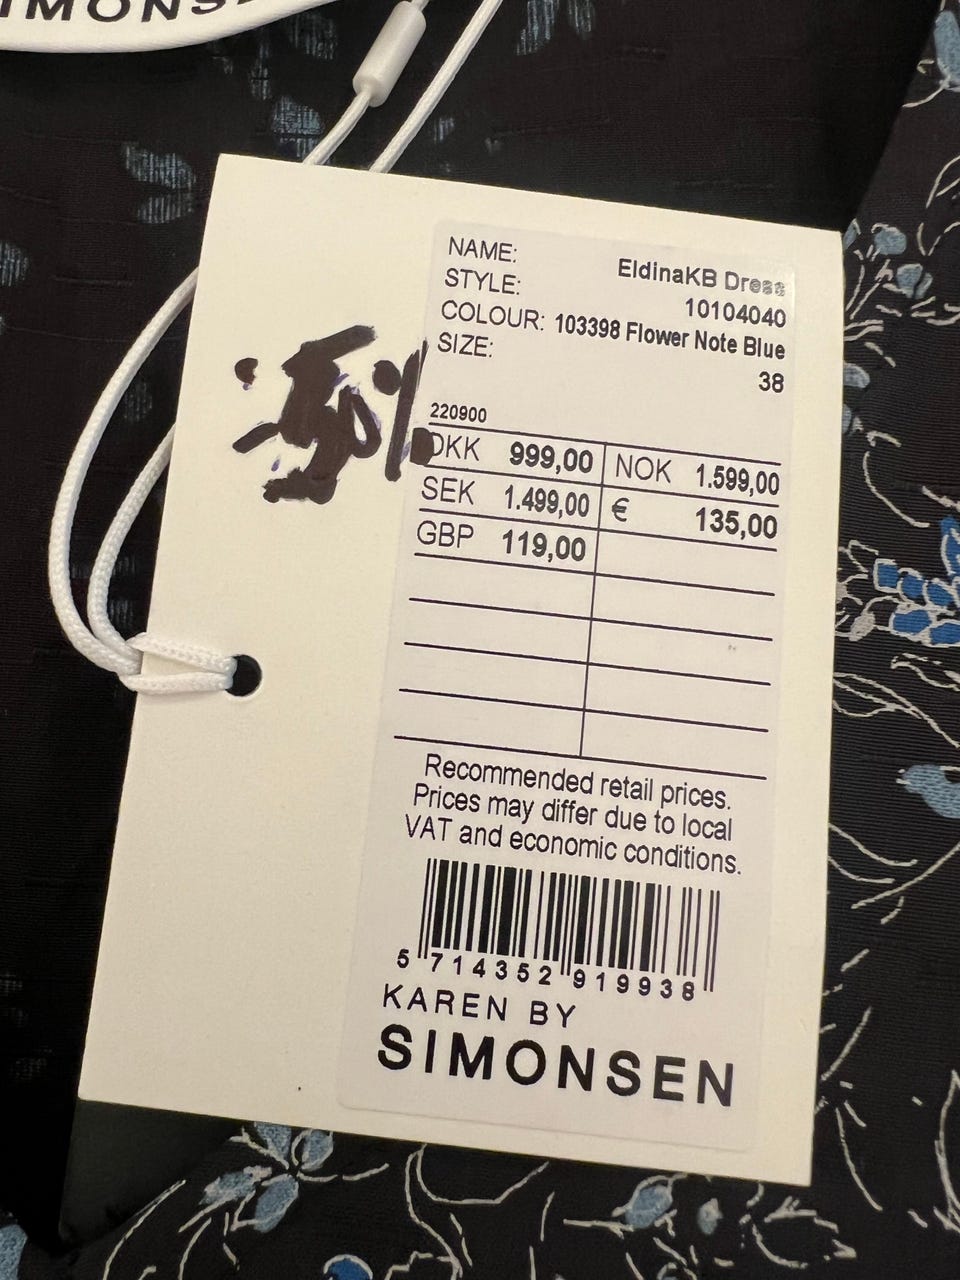 NAME: EldinaKB Dress
STYLE: 10104040
COLOUR: 103398 Flower Note Blue
SIZE: 38
220900
DKK 999,00 NOK 1.599,00
SEK 1.499,00 € 135,00
GBP 119,00
Recommended retail prices.
Prices may differ due to local
VAT and economic conditions.
5 714352 919938
KAREN BY
SIMONSEN